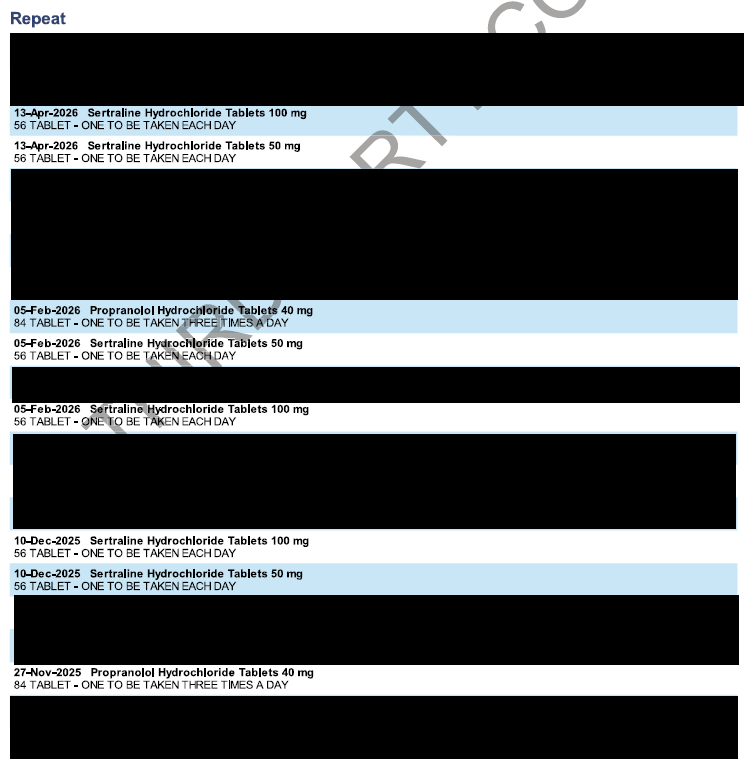 Repeat
13-Apr-2026 Sertraline Hydrochloride Tablets 100 mg
56 TABLET - ONE TO BE TAKEN EACH DAY
13-Apr-2026 Sertraline Hydrochloride Tablets 50 mg
56 TABLET - ONE TO BE TAKEN EACH DAY
05-Feb-2026 Propranolol Hydrochloride Tablets 40 mg
84 TABLET - ONE TO BE TAKEN THREE TIMES A DAY
05-Feb-2026 Sertraline Hydrochloride Tablets 50 mg
56 TABLET - ONE TO BE TAKEN EACH DAY
05-Feb-2026 Sertraline Hydrochloride Tablets 100 mg
56 TABLET - ONE TO BE TAKEN EACH DAY
10-Dec-2025 Sertraline Hydrochloride Tablets 100 mg
56 TABLET - ONE TO BE TAKEN EACH DAY
10-Dec-2025 Sertraline Hydrochloride Tablets 50 mg
56 TABLET - ONE TO BE TAKEN EACH DAY
27-Nov-2025 Propranolol Hydrochloride Tablets 40 mg
84 TABLET - ONE TO BE TAKEN THREE TIMES A DAY